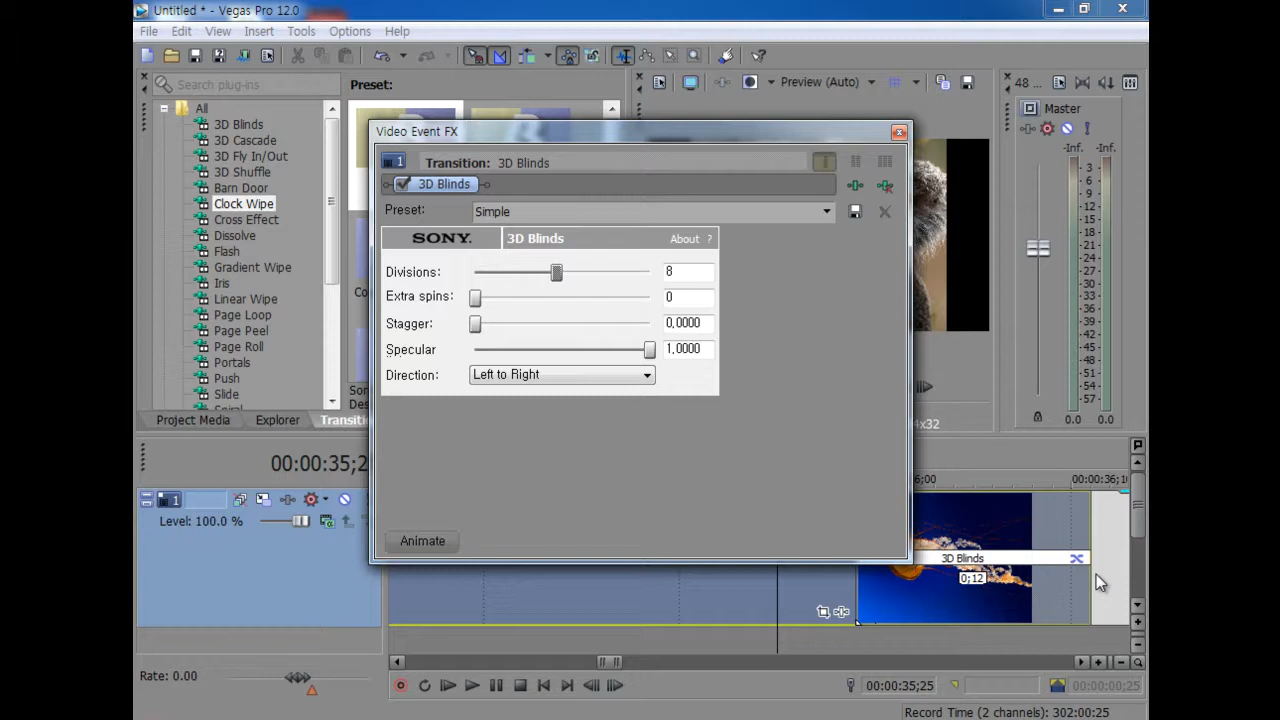 Untitled * - Vegas Pro 12.0
File Edit View Insert Tools Options Help
Search plug-ins
Preset:
Preview (Auto)
48 ...
All
3D Blinds
3D Cascade
3D Fly In/Out
3D Shuffle
Barn Door
Clock Wipe
Cross Effect
Dissolve
Flash
Gradient Wipe
Iris
Linear Wipe
Page Loop
Page Peel
Page Roll
Portals
Push
Slide
Spiral
Video Event FX
1 Transition: 3D Blinds
3D Blinds
Preset: Simple
SONY. 3D Blinds About ?
Divisions: 8
Extra spins: 0
Stagger: 0,0000
Specular 1,0000
Direction: Left to Right
Animate
Master
-Inf. -Inf.
3
6
9
12
15
18
21
24
27
30
33
36
39
42
45
48
51
54
57
0.0 0.0
4x32
Project Media Explorer
00:00:35;2
00:00:36;1
1
Level: 100.0 %
3D Blinds
0;12
Rate: 0.00
00:00:35;25
00:00:00;25
Record Time (2 channels): 302:00:25